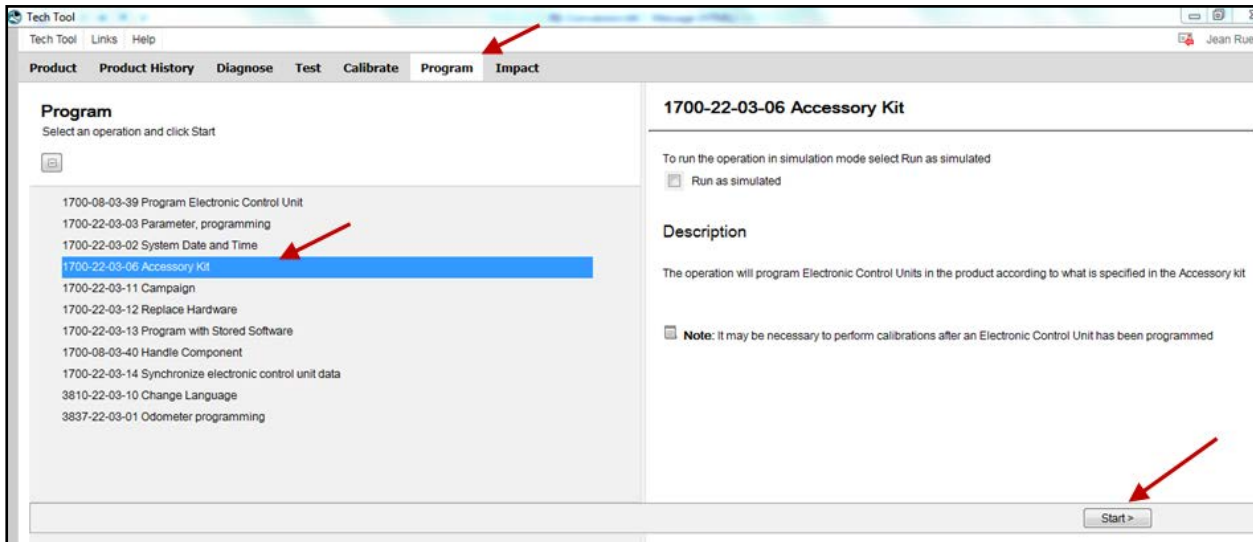 Tech Tool
Tech Tool Links Help
Jean Rue
Product Product History Diagnose Test Calibrate Program Impact
Program
Select an operation and click Start
1700-08-03-39 Program Electronic Control Unit
1700-22-03-03 Parameter, programming
1700-22-03-02 System Date and Time
1700-22-03-06 Accessory Kit
1700-22-03-11 Campaign
1700-22-03-12 Replace Hardware
1700-22-03-13 Program with Stored Software
1700-08-03-40 Handle Component
1700-22-03-14 Synchronize electronic control unit data
3810-22-03-10 Change Language
3837-22-03-01 Odometer programming
1700-22-03-06 Accessory Kit
To run the operation in simulation mode select Run as simulated
Run as simulated
Description
The operation will program Electronic Control Units in the product according to what is specified in the Accessory kit
Note: It may be necessary to perform calibrations after an Electronic Control Unit has been programmed
Start >